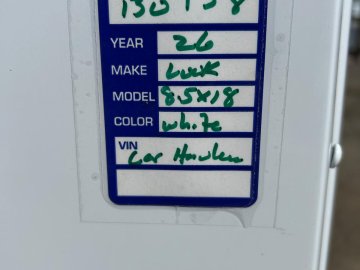 YEAR 26
MAKE Look
MODEL 8.5x18
COLOR white
VIN
Car Hauler